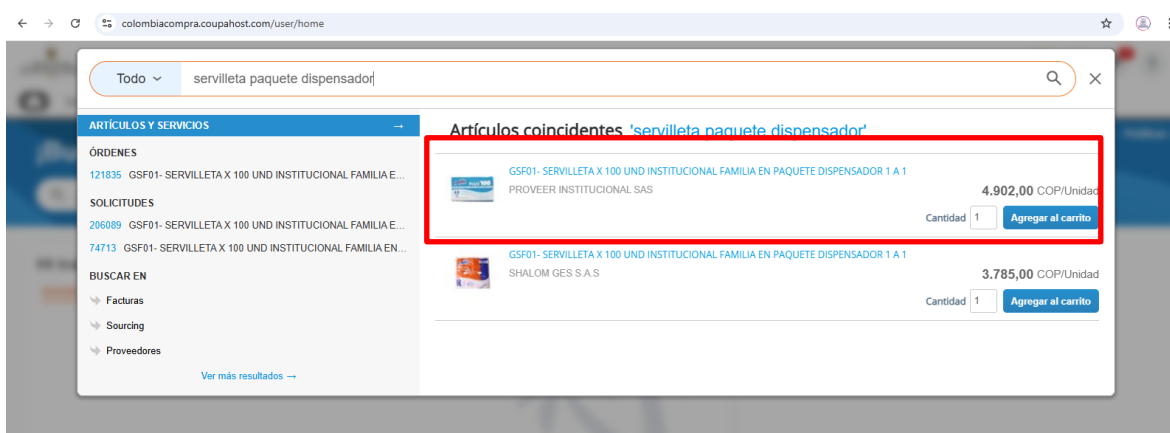 colombiacompra.coupahost.com/user/home
Todo
servilleta paquete dispensador
ARTÍCULOS Y SERVICIOS →
ÓRDENES
121835 GSF01- SERVILLETA X 100 UND INSTITUCIONAL FAMILIA E...
SOLICITUDES
206089 GSF01- SERVILLETA X 100 UND INSTITUCIONAL FAMILIA E...
74713 GSF01- SERVILLETA X 100 UND INSTITUCIONAL FAMILIA EN...
BUSCAR EN
Facturas
Sourcing
Proveedores
Ver más resultados →
Artículos coincidentes 'servilleta paquete dispensador'
GSF01- SERVILLETA X 100 UND INSTITUCIONAL FAMILIA EN PAQUETE DISPENSADOR 1 A 1
PROVEER INSTITUCIONAL SAS
4.902,00 COP/Unidad
Cantidad 1 Agregar al carrito
GSF01- SERVILLETA X 100 UND INSTITUCIONAL FAMILIA EN PAQUETE DISPENSADOR 1 A 1
SHALOM GES S.A.S
3.785,00 COP/Unidad
Cantidad 1 Agregar al carrito